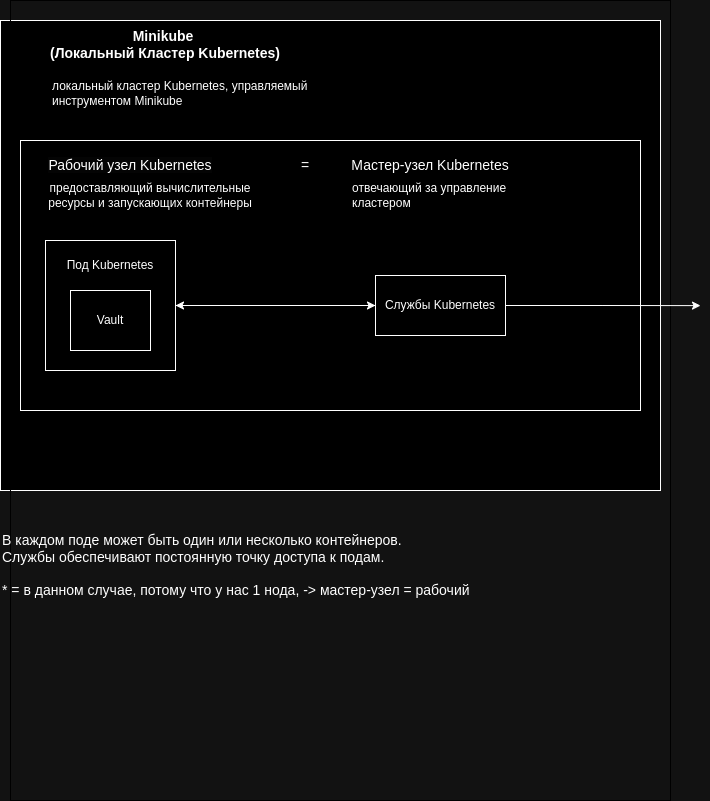 Minikube
(Локальный Кластер Kubernetes)
локальный кластер Kubernetes, управляемый
инструментом Minikube
Рабочий узел Kubernetes = Мастер-узел Kubernetes
предоставляющий вычислительные
ресурсы и запускающих контейнеры
отвечающий за управление
кластером
Под Kubernetes
Vault
Службы Kubernetes
В каждом поде может быть один или несколько контейнеров.
Службы обеспечивают постоянную точку доступа к подам.
* = в данном случае, потому что у нас 1 нода, -> мастер-узел = рабочий